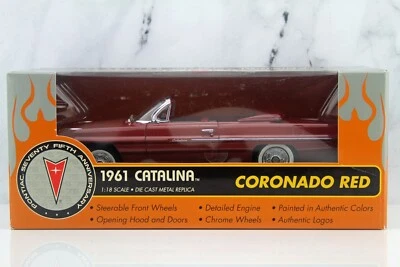 PONTIAC SEVENTY FIFTH ANNIVERSARY
1961 CATALINA™
1:18 SCALE • DIE CAST METAL REPLICA
CORONADO RED
• Steerable Front Wheels
• Opening Hood and Doors
• Detailed Engine
• Chrome Wheels
• Painted in Authentic Colors
• Authentic Logos